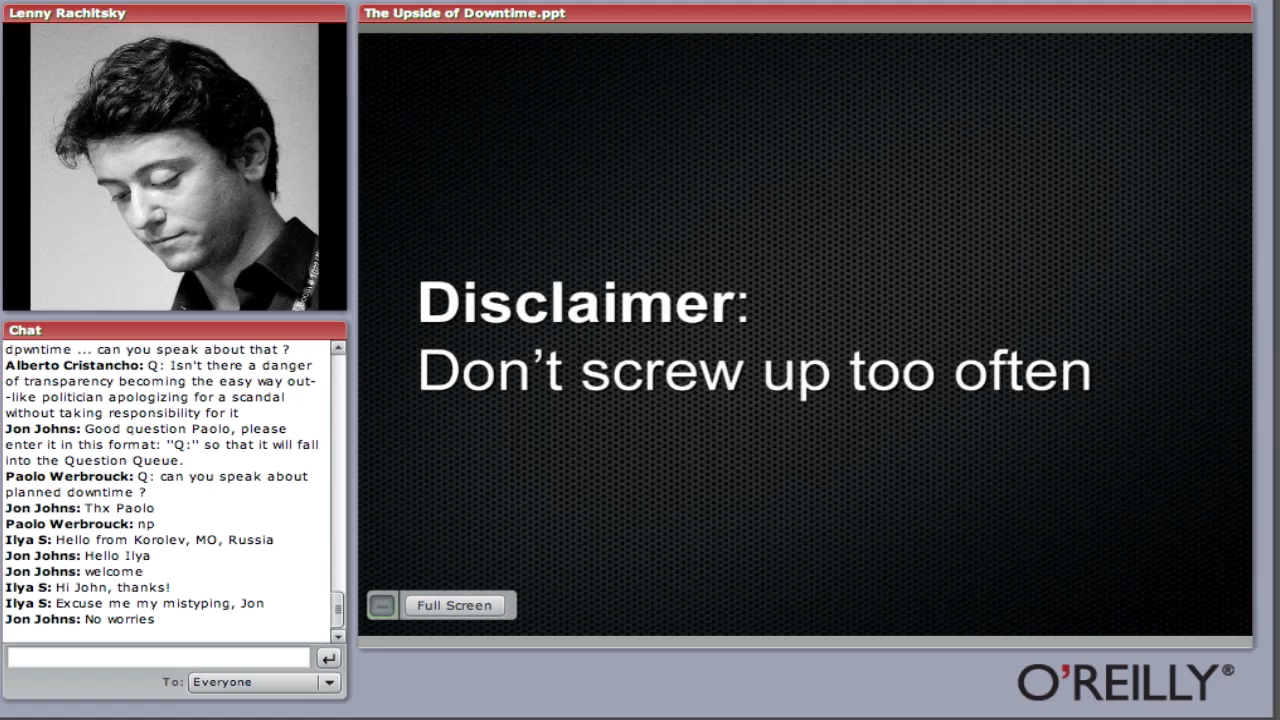 Lenny Rachitsky
The Upside of Downtime.ppt
Disclaimer:
Don't screw up too often
Full Screen
Chat
dpwntime ... can you speak about that ?
Alberto Cristancho: Q: Isn't there a danger
of transparency becoming the easy way out-
-like politician apologizing for a scandal
without taking responsibility for it
Jon Johns: Good question Paolo, please
enter it in this format: "Q:" so that it will fall
into the Question Queue.
Paolo Werbrouck: Q: can you speak about
planned downtime ?
Jon Johns: Thx Paolo
Paolo Werbrouck: np
Ilya S: Hello from Korolev, MO, Russia
Jon Johns: Hello Ilya
Jon Johns: welcome
Ilya S: Hi John, thanks!
Ilya S: Excuse me my mistyping, Jon
Jon Johns: No worries
To: Everyone
O'REILLY®